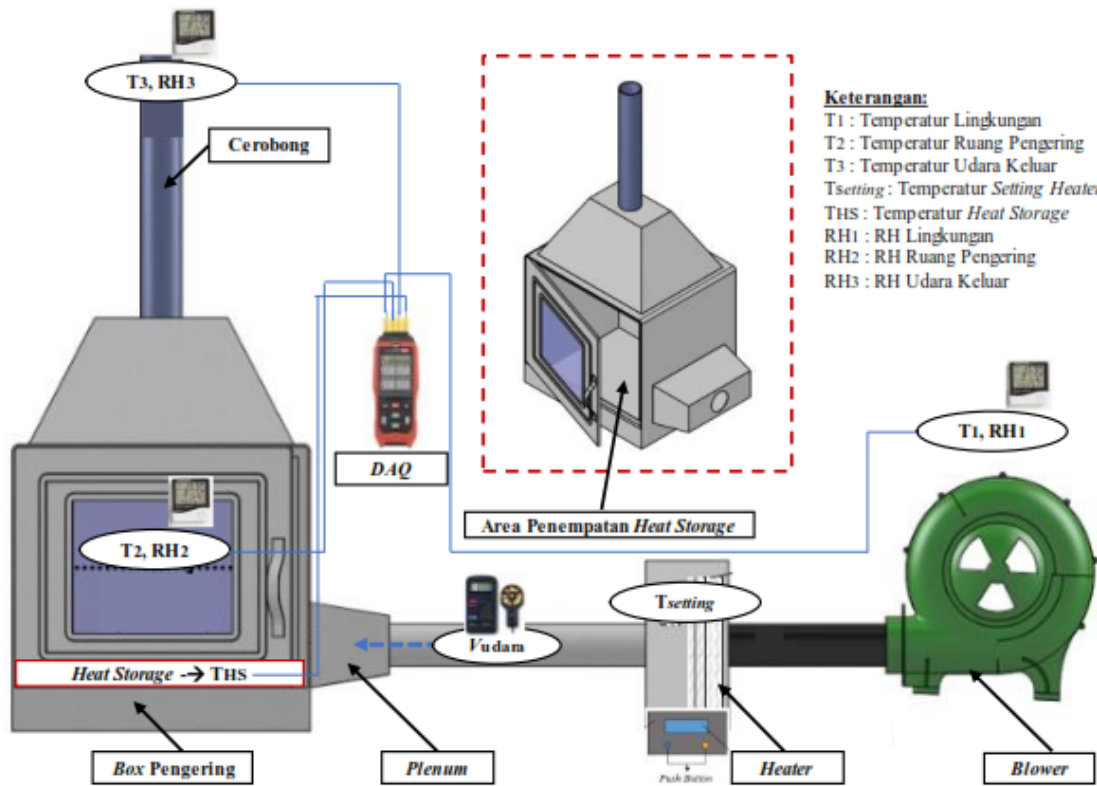 T3, RH3
Cerobong
Keterangan:
T1 : Temperatur Lingkungan
T2 : Temperatur Ruang Pengering
T3 : Temperatur Udara Keluar
Tsetting : Temperatur Setting Heater
THS : Temperatur Heat Storage
RH1 : RH Lingkungan
RH2 : RH Ruang Pengering
RH3 : RH Udara Keluar
DAQ
Area Penempatan Heat Storage
T1, RH1
T2, RH2
Tsetting
Vudara
Heat Storage -→ THS
Box Pengering
Plenum
Push Button
Heater
Blower